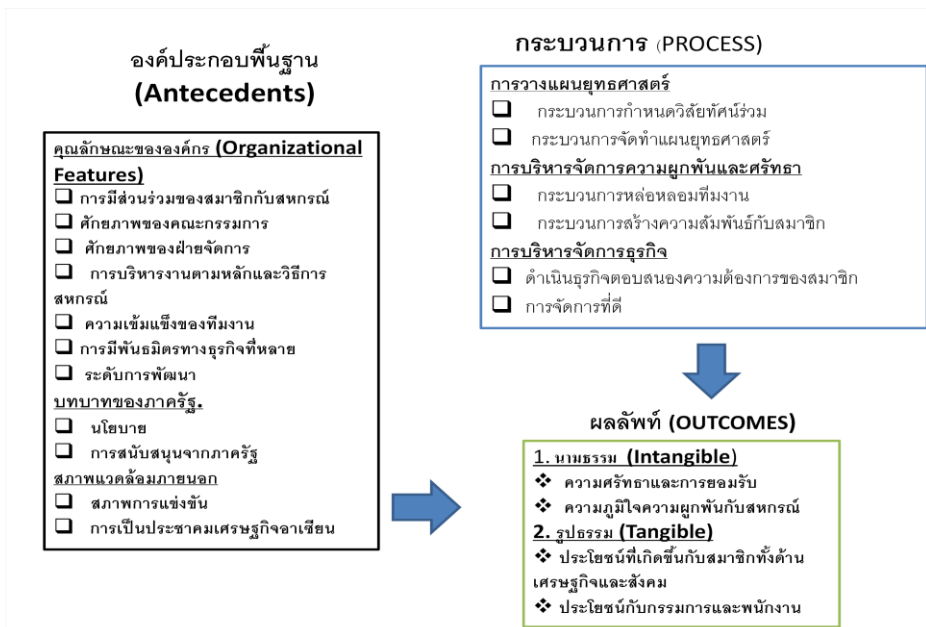 องค์ประกอบพื้นฐาน
(Antecedents)
คุณลักษณะขององค์กร (Organizational
Features)
❑ การมีส่วนร่วมของสมาชิกกับสหกรณ์
❑ ศักยภาพของคณะกรรมการ
❑ ศักยภาพของฝ่ายจัดการ
❑ การบริหารงานตามหลักและวิธีการ
สหกรณ์
❑ ความเข้มแข็งของทีมงาน
❑ การมีพันธมิตรทางธุรกิจที่หลาย
❑ ระดับการพัฒนา
บทบาทของภาครัฐ.
❑ นโยบาย
❑ การสนับสนุนจากภาครัฐ
สภาพแวดล้อมภายนอก
❑ สภาพการแข่งขัน
❑ การเป็นประชาคมเศรษฐกิจอาเซียน
กระบวนการ (PROCESS)
การวางแผนยุทธศาสตร์
❑ กระบวนการกำหนดวิสัยทัศน์ร่วม
❑ กระบวนการจัดทำแผนยุทธศาสตร์
การบริหารจัดการความผูกพันและศรัทธา
❑ กระบวนการหล่อหลอมทีมงาน
❑ กระบวนการสร้างความสัมพันธ์กับสมาชิก
การบริหารจัดการธุรกิจ
❑ ดำเนินธุรกิจตอบสนองความต้องการของสมาชิก
❑ การจัดการที่ดี
ผลลัพท์ (OUTCOMES)
1. นามธรรม (Intangible)
❖ ความศรัทธาและการยอมรับ
❖ ความภูมิใจความผูกพันกับสหกรณ์
2. รูปธรรม (Tangible)
❖ ประโยชน์ที่เกิดขึ้นกับสมาชิกทั้งด้าน
เศรษฐกิจและสังคม
❖ ประโยชน์กับกรรมการและพนักงาน